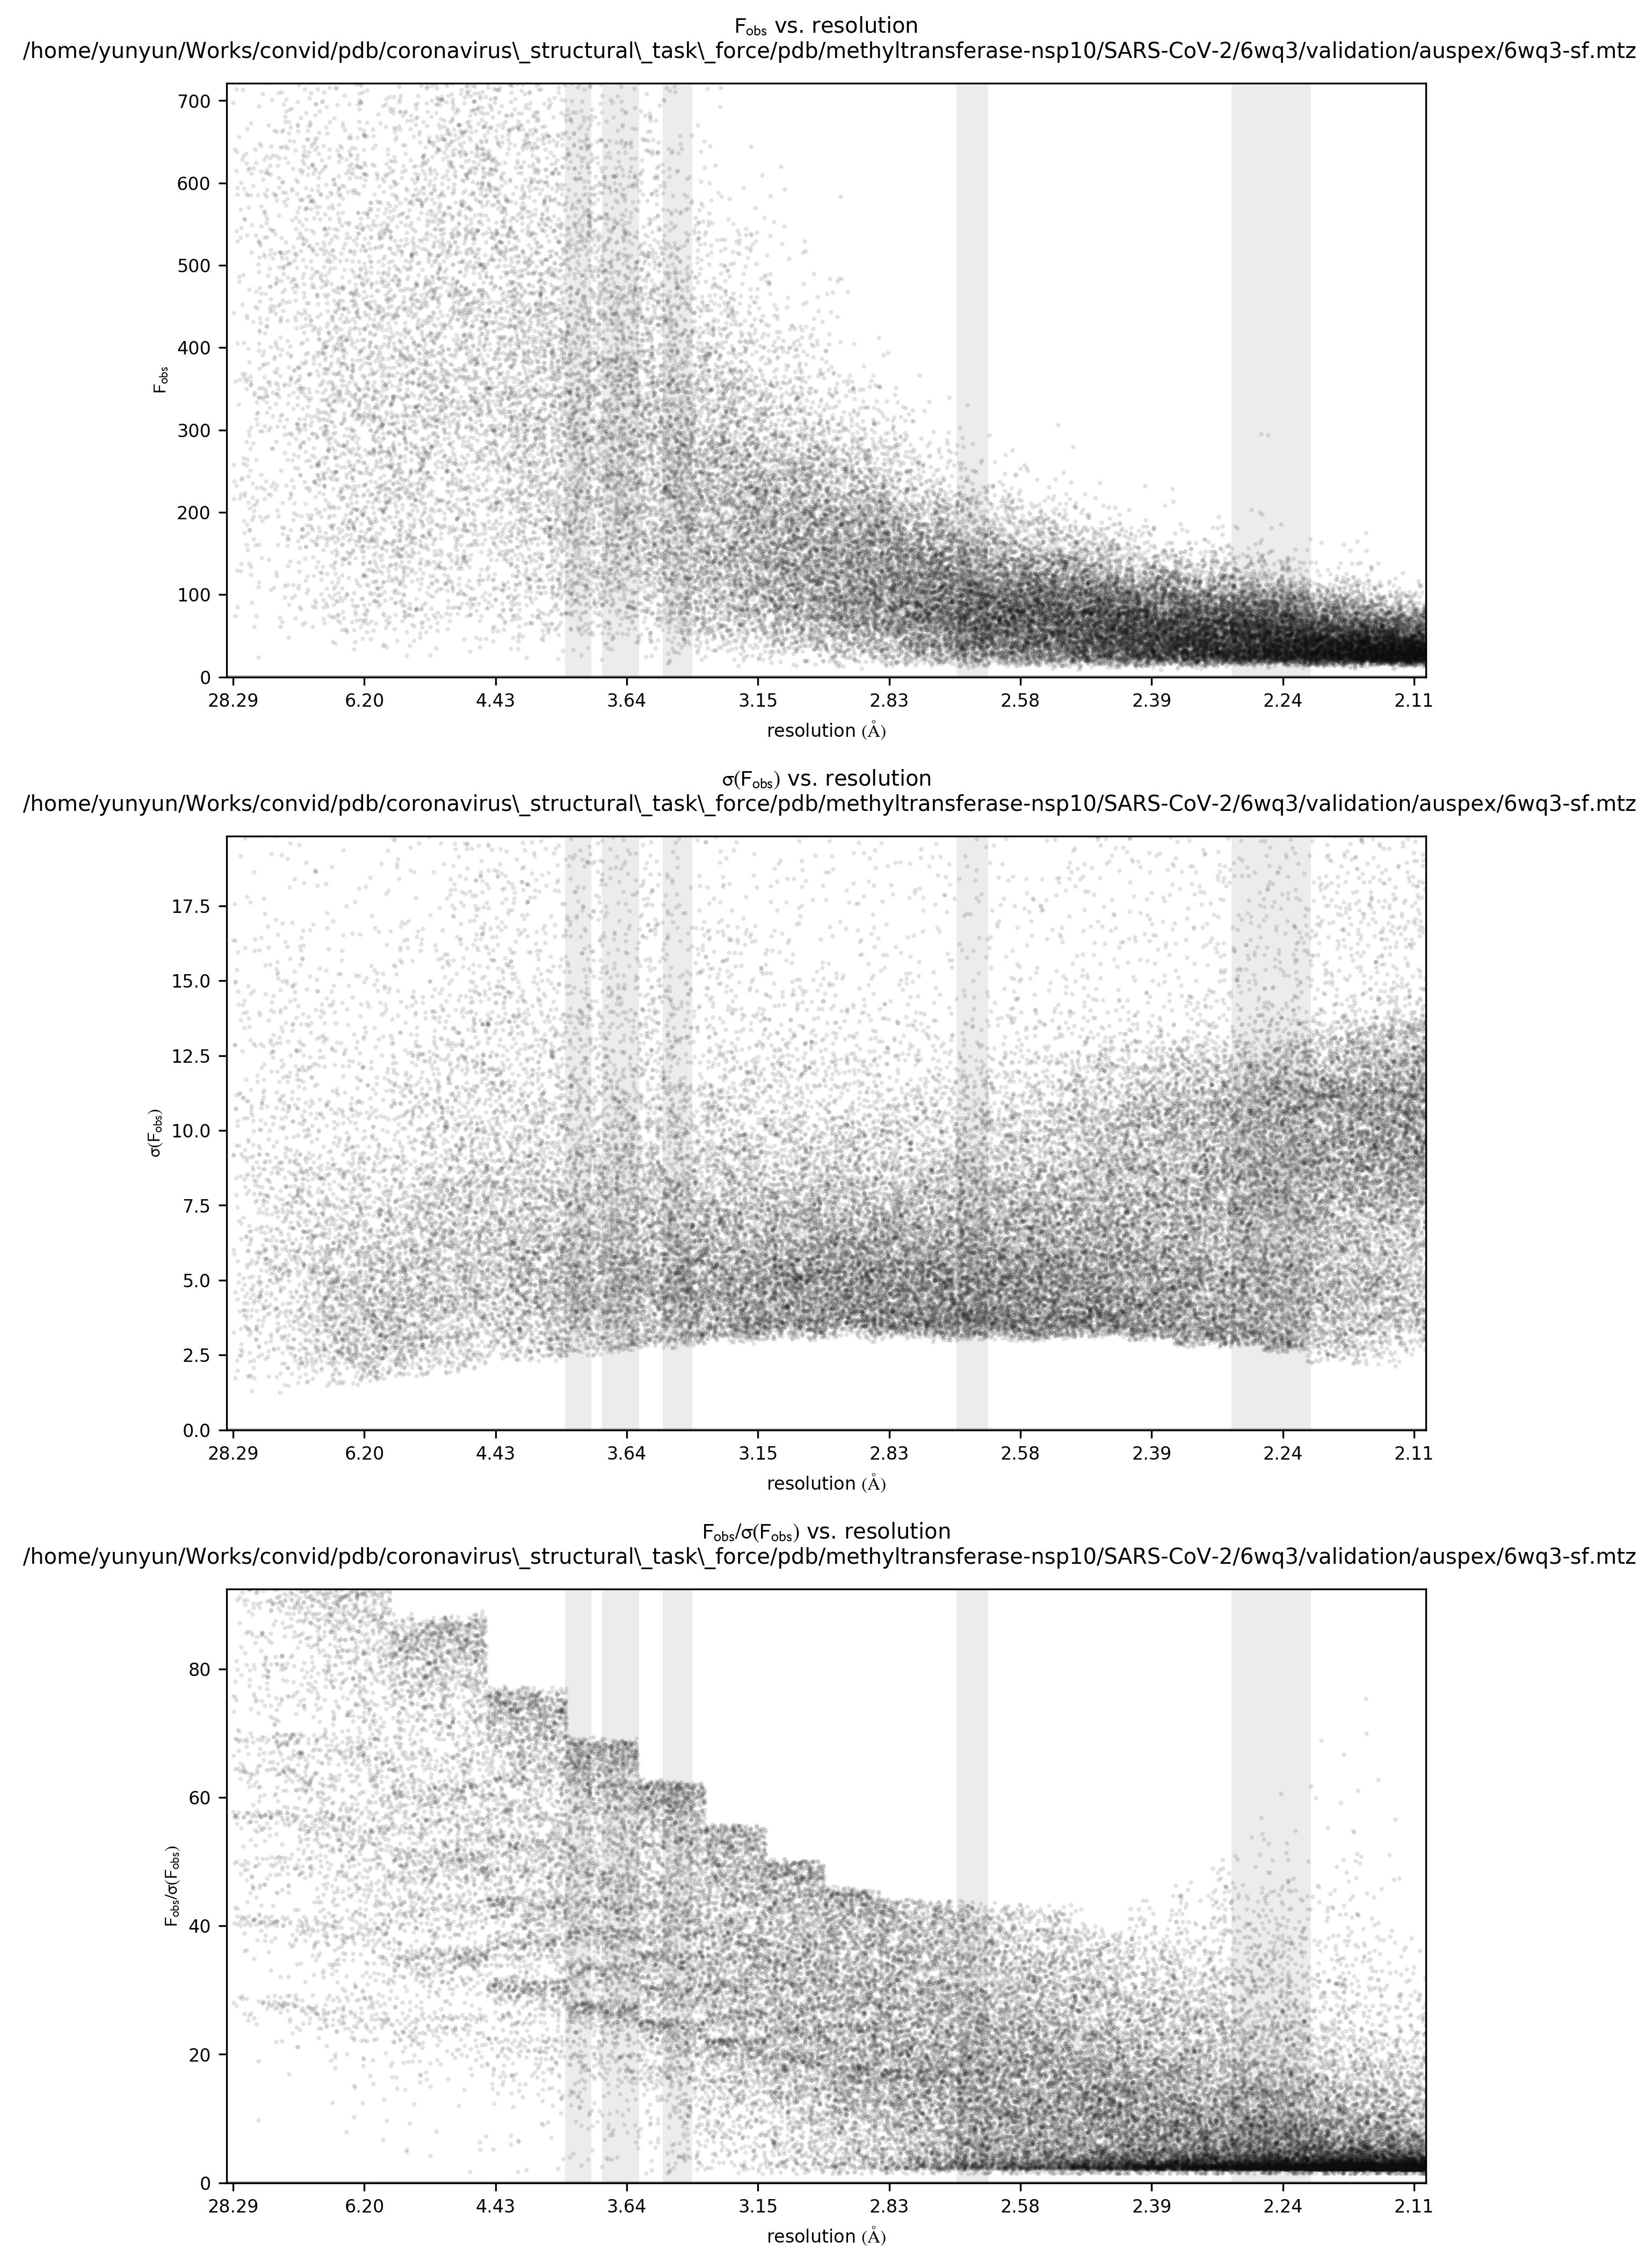 Fobs vs. resolution
/home/yunyun/Works/convid/pdb/coronavirus\_structural\_task\_force/pdb/methyltransferase-nsp10/SARS-CoV-2/6wq3/validation/auspex/6wq3-sf.mtz
700
600
500
400
300
200
100
0
Fobs
28.29 6.20 4.43 3.64 3.15 2.83 2.58 2.39 2.24 2.11
resolution (Å)
σ(Fobs) vs. resolution
/home/yunyun/Works/convid/pdb/coronavirus\_structural\_task\_force/pdb/methyltransferase-nsp10/SARS-CoV-2/6wq3/validation/auspex/6wq3-sf.mtz
17.5
15.0
12.5
10.0
7.5
5.0
2.5
0.0
σ(Fobs)
28.29 6.20 4.43 3.64 3.15 2.83 2.58 2.39 2.24 2.11
resolution (Å)
Fobs/σ(Fobs) vs. resolution
/home/yunyun/Works/convid/pdb/coronavirus\_structural\_task\_force/pdb/methyltransferase-nsp10/SARS-CoV-2/6wq3/validation/auspex/6wq3-sf.mtz
80
60
40
20
0
Fobs/σ(Fobs)
28.29 6.20 4.43 3.64 3.15 2.83 2.58 2.39 2.24 2.11
resolution (Å)